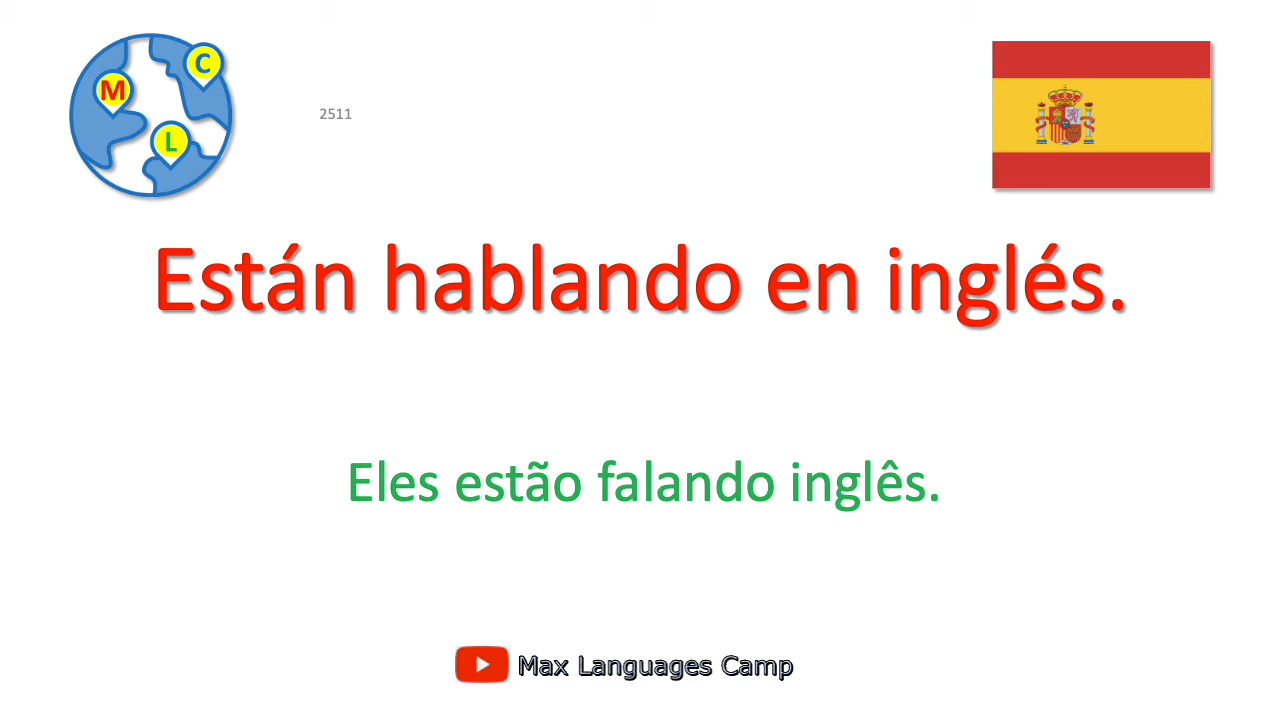 C
M
L
2511
Están hablando en inglés.
Eles estão falando inglês.
Max Languages Camp